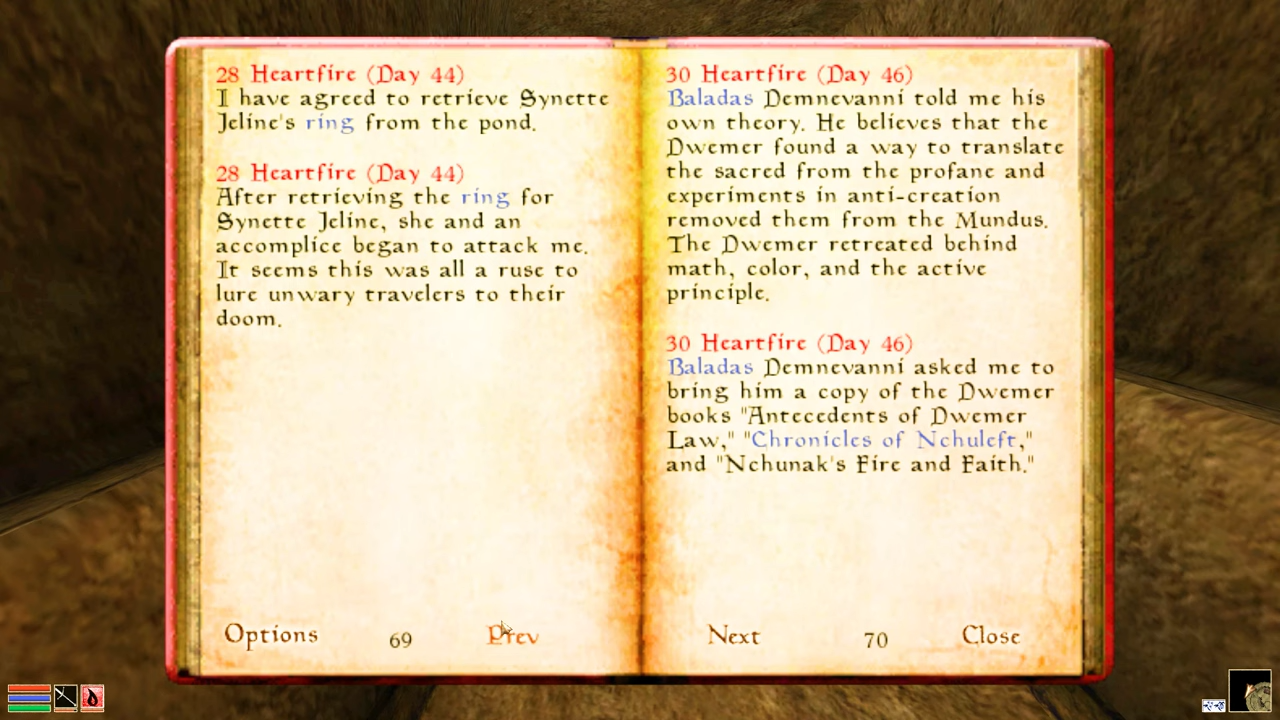 28 Heartfire (Day 44)
I have agreed to retrieve Synette
Jeline's ring from the pond.
28 Heartfire (Day 44)
After retrieving the ring for
Synette Jeline, she and an
accomplice began to attack me.
It seems this was all a ruse to
lure unwary travelers to their
doom.
30 Heartfire (Day 46)
Baladas Demnevanni told me his
own theory. He believes that the
Dwemer found a way to translate
the sacred from the profane and
experiments in anti-creation
removed them from the Mundus.
The Dwemer retreated behind
math, color, and the active
principle.
30 Heartfire (Day 46)
Baladas Demnevanni asked me to
bring him a copy of the Dwemer
books "Antecedents of Dwemer
Law," "Chronicles of Nchuleft,"
and "Nchunak's Fire and Faith."
Options 69 Prev Next 70 Close